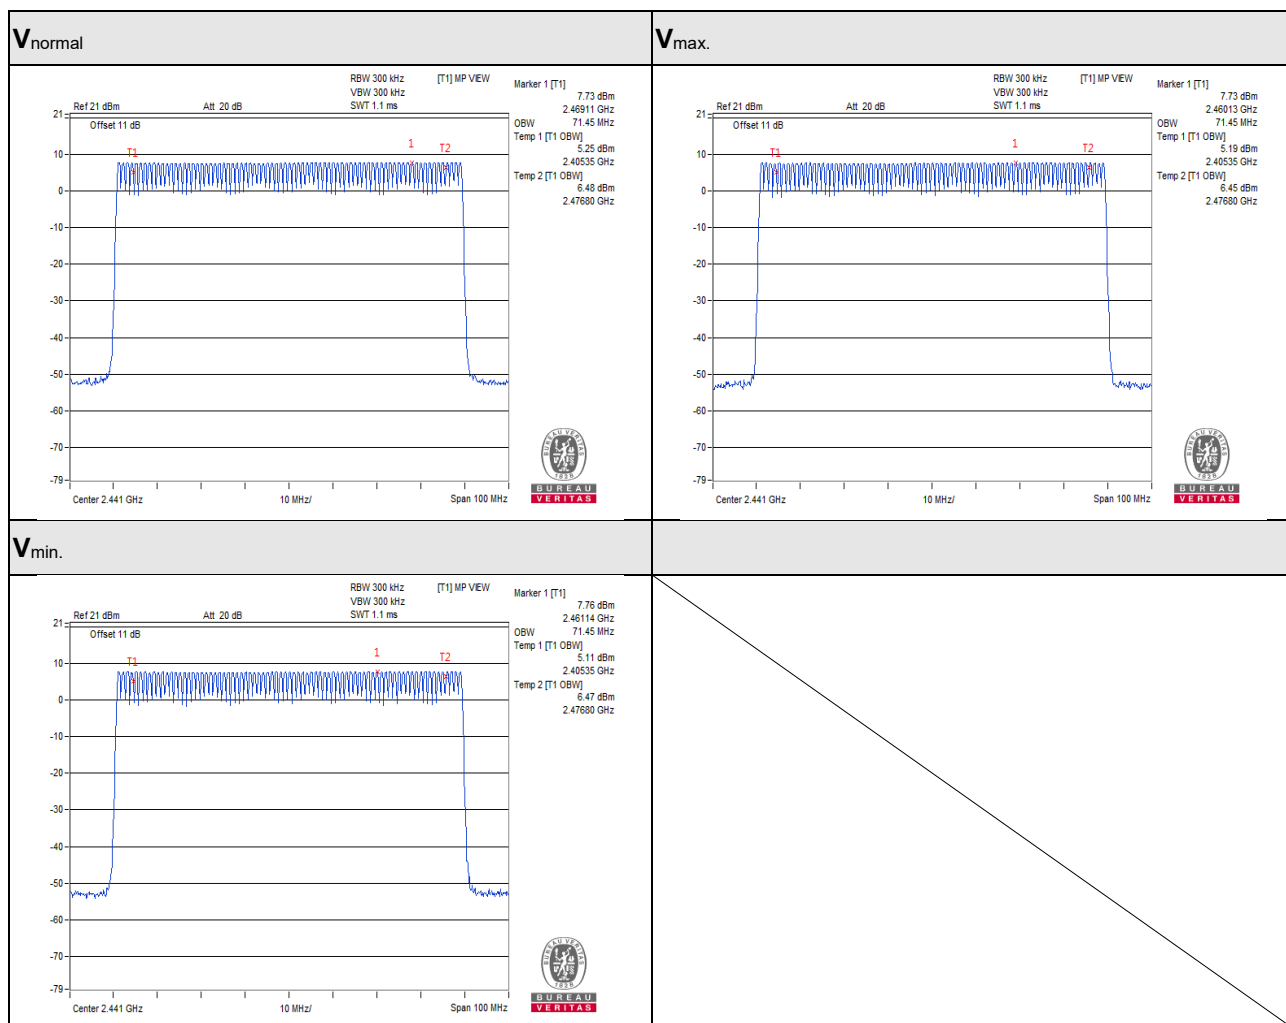 Vnormal
RBW 300 kHz [T1] MP VIEW
VBW 300 kHz
Ref 21 dBm Att 20 dB SWT 1.1 ms
Offset 11 dB
Marker 1 [T1]
7.73 dBm
2.46911 GHz
OBW 71.45 MHz
Temp 1 [T1 OBW]
5.25 dBm
2.40535 GHz
Temp 2 [T1 OBW]
6.48 dBm
2.47680 GHz
21
10
0
-10
-20
-30
-40
-50
-60
-70
-79
T1
1
T2
Center 2.441 GHz 10 MHz/ Span 100 MHz
BUREAU VERITAS
1828
BUREAU
VERITAS
Vmax.
RBW 300 kHz [T1] MP VIEW
VBW 300 kHz
Ref 21 dBm Att 20 dB SWT 1.1 ms
Offset 11 dB
Marker 1 [T1]
7.73 dBm
2.46013 GHz
OBW 71.45 MHz
Temp 1 [T1 OBW]
5.19 dBm
2.40535 GHz
Temp 2 [T1 OBW]
6.45 dBm
2.47680 GHz
21
10
0
-10
-20
-30
-40
-50
-60
-70
-79
T1
1
T2
Center 2.441 GHz 10 MHz/ Span 100 MHz
BUREAU VERITAS
1828
BUREAU
VERITAS
Vmin.
RBW 300 kHz [T1] MP VIEW
VBW 300 kHz
Ref 21 dBm Att 20 dB SWT 1.1 ms
Offset 11 dB
Marker 1 [T1]
7.76 dBm
2.46114 GHz
OBW 71.45 MHz
Temp 1 [T1 OBW]
5.11 dBm
2.40535 GHz
Temp 2 [T1 OBW]
6.47 dBm
2.47680 GHz
21
10
0
-10
-20
-30
-40
-50
-60
-70
-79
T1
1
T2
Center 2.441 GHz 10 MHz/ Span 100 MHz
BUREAU VERITAS
1828
BUREAU
VERITAS